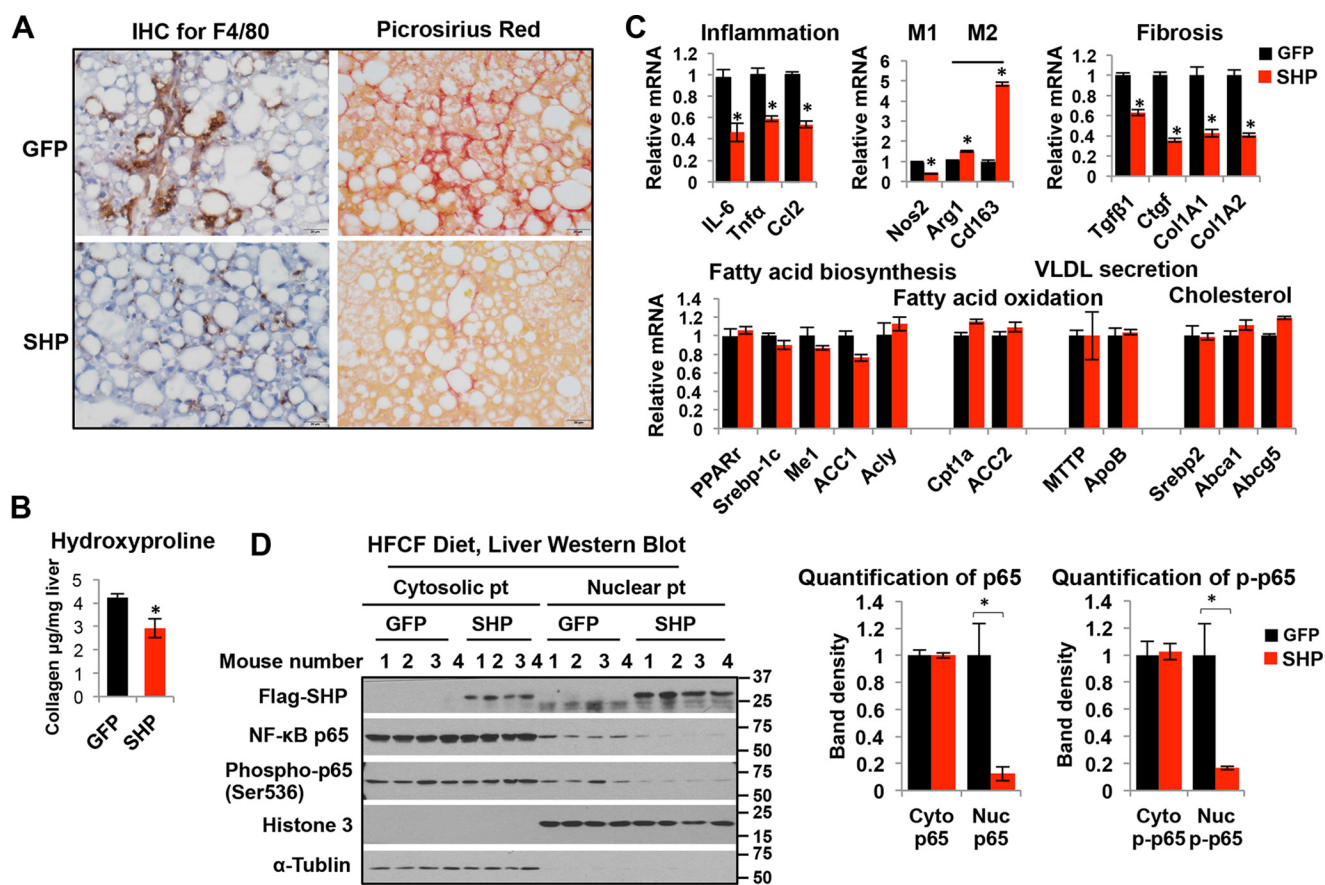 A
IHC for F4/80
Picrosirius Red
GFP
SHP
B
Hydroxyproline
Collagen µg/mg liver
5
4
3
2
1
0
GFP
SHP
*
C
Inflammation
M1
M2
Fibrosis
GFP
SHP
Relative mRNA
1.2
1
0.8
0.6
0.4
0.2
0
* * *
IL-6
Tnfα
Ccl2
Relative mRNA
6
5
4
3
2
1
0
* * *
Nos2
Arg1
Cd163
Relative mRNA
1.2
1
0.8
0.6
0.4
0.2
0
* * * *
Tgfβ1
Ctgf
Col1A1
Col1A2
Fatty acid biosynthesis
Fatty acid oxidation
VLDL secretion
Cholesterol
Relative mRNA
1.4
1.2
1
0.8
0.6
0.4
0.2
0
PPARr
Srebp-1c
Me1
ACC1
Acly
Cpt1a
ACC2
MTTP
ApoB
Srebp2
Abca1
Abcg5
D
HFCF Diet, Liver Western Blot
Cytosolic pt
Nuclear pt
GFP
SHP
GFP
SHP
Mouse number 1 2 3 4 1 2 3 4 1 2 3 4 1 2 3 4
Flag-SHP
37
25
NF-κB p65
75
50
Phospho-p65
(Ser536)
75
50
Histone 3
25
15
α-Tublin
75
50
Quantification of p65
Band density
1.4
1.2
1
0.8
0.6
0.4
0.2
0
*
Cyto
p65
Nuc
p65
Quantification of p-p65
Band density
1.4
1.2
1
0.8
0.6
0.4
0.2
0
*
Cyto
p-p65
Nuc
p-p65
GFP
SHP